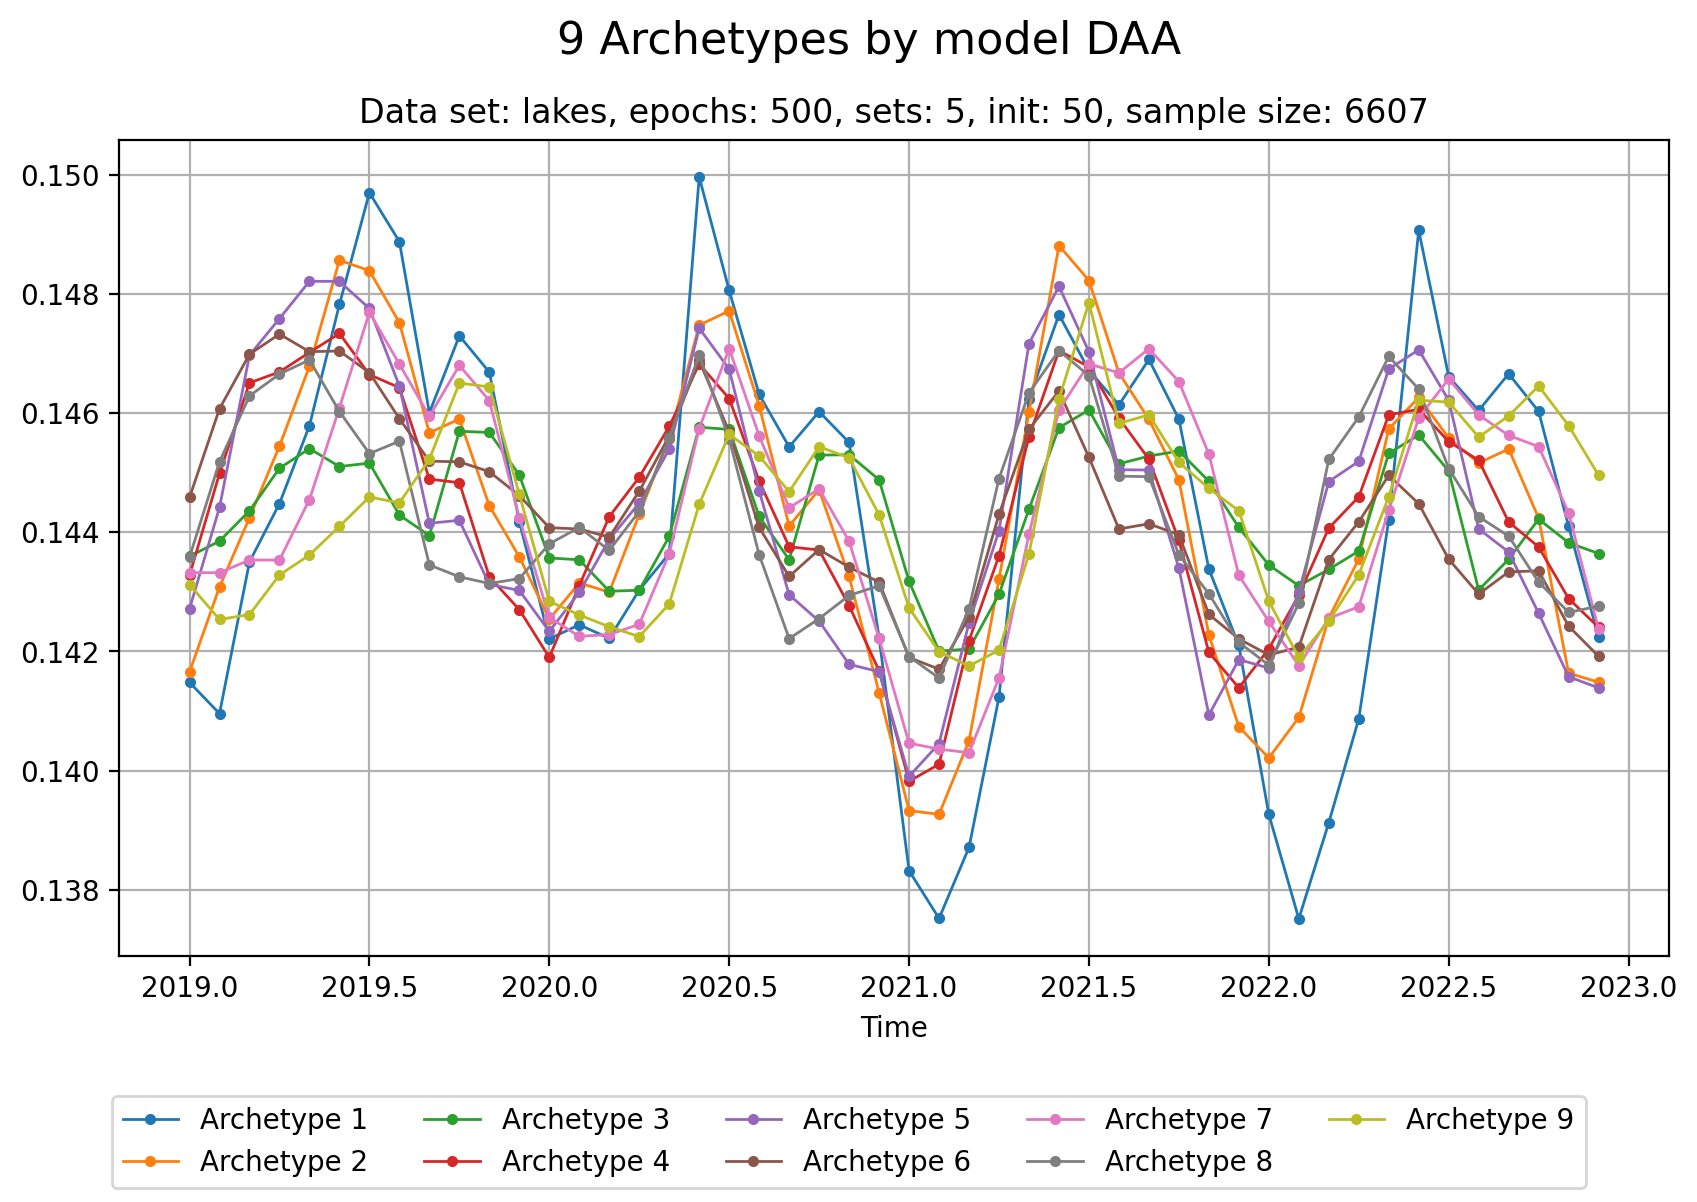 9 Archetypes by model DAA
Data set: lakes, epochs: 500, sets: 5, init: 50, sample size: 6607
0.150
0.148
0.146
0.144
0.142
0.140
0.138
2019.0 2019.5 2020.0 2020.5 2021.0 2021.5 2022.0 2022.5 2023.0
Time
Archetype 1 Archetype 3 Archetype 5 Archetype 7 Archetype 9
Archetype 2 Archetype 4 Archetype 6 Archetype 8